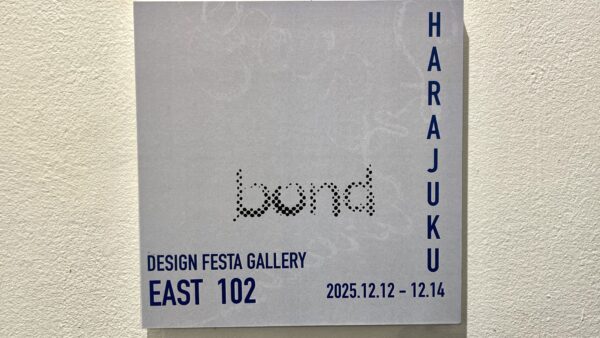 HARAJUKU
bond
DESIGN FESTA GALLERY
EAST 102
2025.12.12 – 12.14